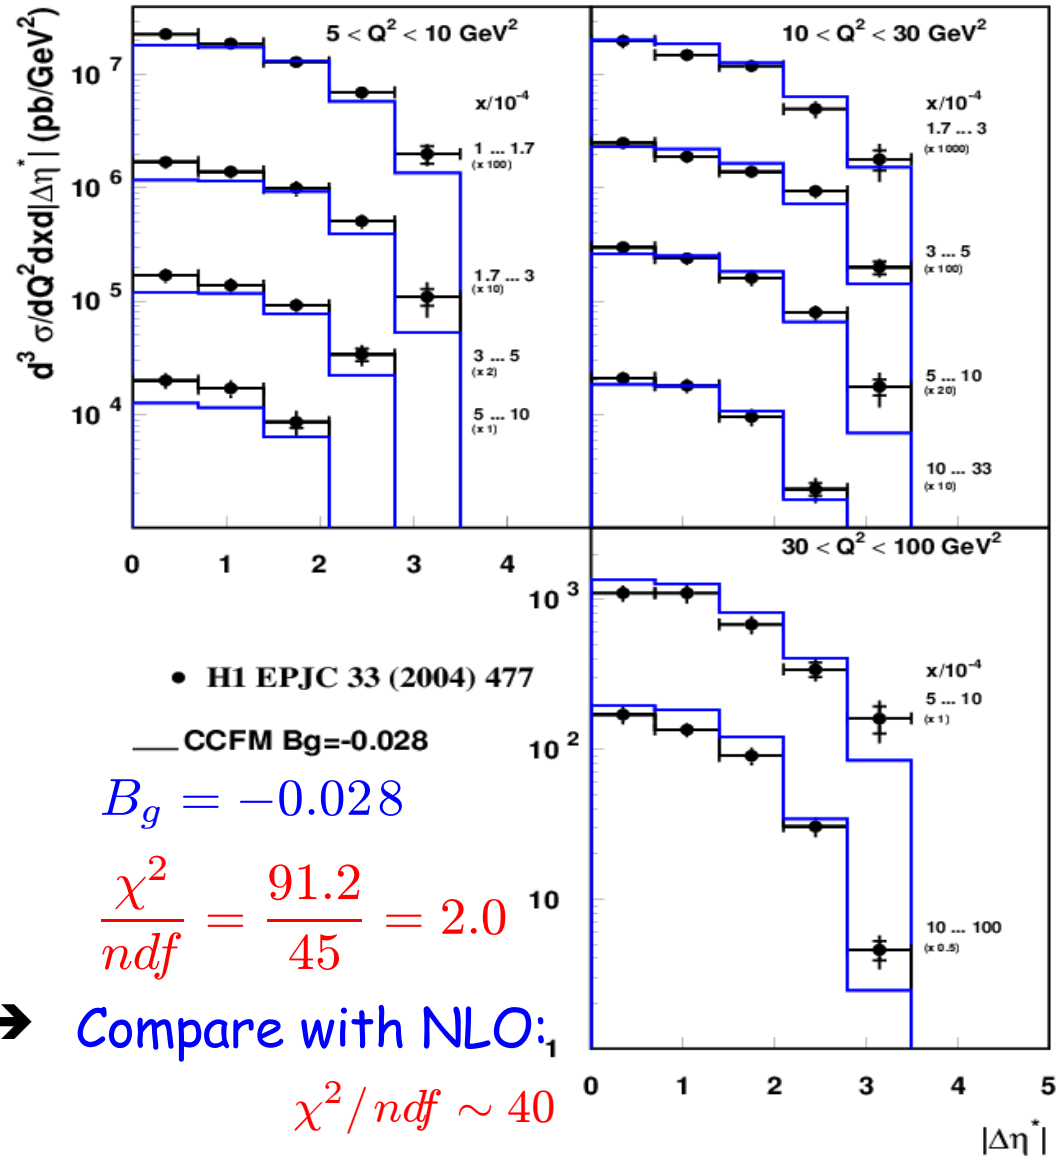 d³ σ/dQ²dxd|Δη*| (pb/GeV²)
5 < Q² < 10 GeV²
10⁷
10⁶
10⁵
10⁴
x/10⁻⁴
1 ... 1.7
(x 100)
1.7 ... 3
(x 10)
3 ... 5
(x 2)
5 ... 10
(x 1)
0 1 2 3 4
10 < Q² < 30 GeV²
x/10⁻⁴
1.7 ... 3
(x 1000)
3 ... 5
(x 100)
5 ... 10
(x 20)
10 ... 33
(x 10)
30 < Q² < 100 GeV²
10³
10²
10
1
x/10⁻⁴
5 ... 10
(x 1)
10 ... 100
(x 0.5)
0 1 2 3 4 5
|Δη*|
● H1 EPJC 33 (2004) 477
CCFM Bg=-0.028
B_g = −0.028
χ²/ndf = 91.2/45 = 2.0
➔ Compare with NLO:
χ²/ndf ∼ 40